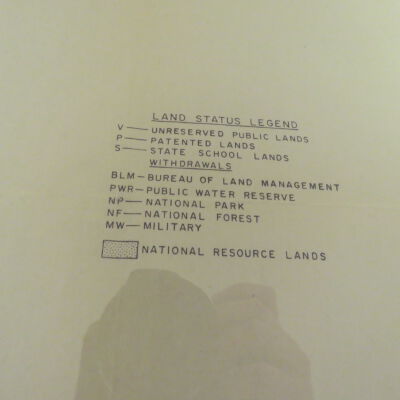 LAND STATUS LEGEND
V — UNRESERVED PUBLIC LANDS
P — PATENTED LANDS
S — STATE SCHOOL LANDS
WITHDRAWALS
BLM — BUREAU OF LAND MANAGEMENT
PWR — PUBLIC WATER RESERVE
NP — NATIONAL PARK
NF — NATIONAL FOREST
MW — MILITARY
NATIONAL RESOURCE LANDS